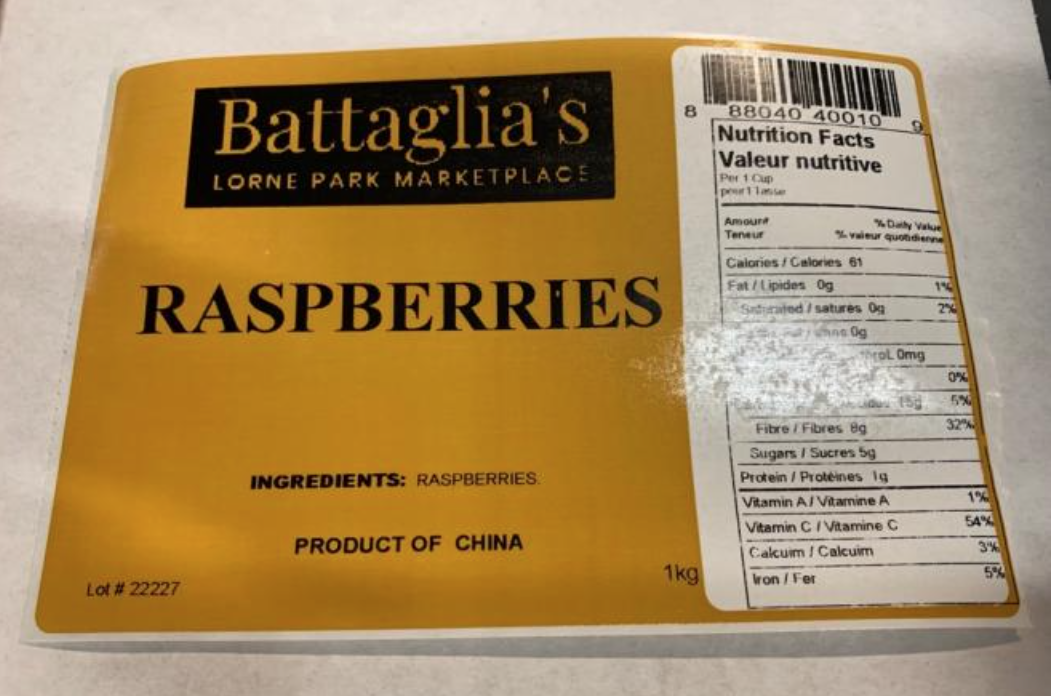 Battaglia's
LORNE PARK MARKETPLACE
RASPBERRIES
INGREDIENTS: RASPBERRIES.
PRODUCT OF CHINA
Lot # 22227
1kg
8 88040 40010 9
Nutrition Facts
Valeur nutritive
Per 1 Cup
pour 1 Tasse
Amount % Daily Value
Teneur % valeur quotidienne
Calories / Calories 61
Fat / Lipides 0g 1%
Saturated / satures 0g 2%
0g
0mg
0%
15g 5%
Fibre / Fibres 8g 32%
Sugars / Sucres 5g
Protein / Protéines 1g
Vitamin A / Vitamine A 1%
Vitamin C / Vitamine C 54%
Calcuim / Calcuim 3%
Iron / Fer 5%